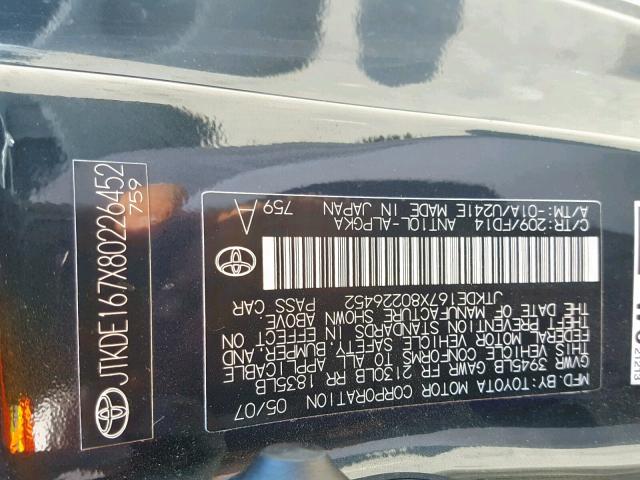 JTKDE167X80226452
759
MFD.BY:TOYOTA MOTOR CORPORATION 05/07
GVWR 3945LB GAWR FR 2130LB RR 1835LB
THIS VEHICLE CONFORMS TO ALL APPLICABLE
FEDERAL MOTOR VEHICLE SAFETY, BUMPER, AND
THEFT PREVENTION STANDARDS IN EFFECT ON
THE DATE OF MANUFACTURE SHOWN ABOVE.
JTKDE167X80226452 PASS CAR
C/TR: 209/FD14 ANT10L-ALPGKA 759 A
A/TM: -01A/U241E MADE IN JAPAN
21213